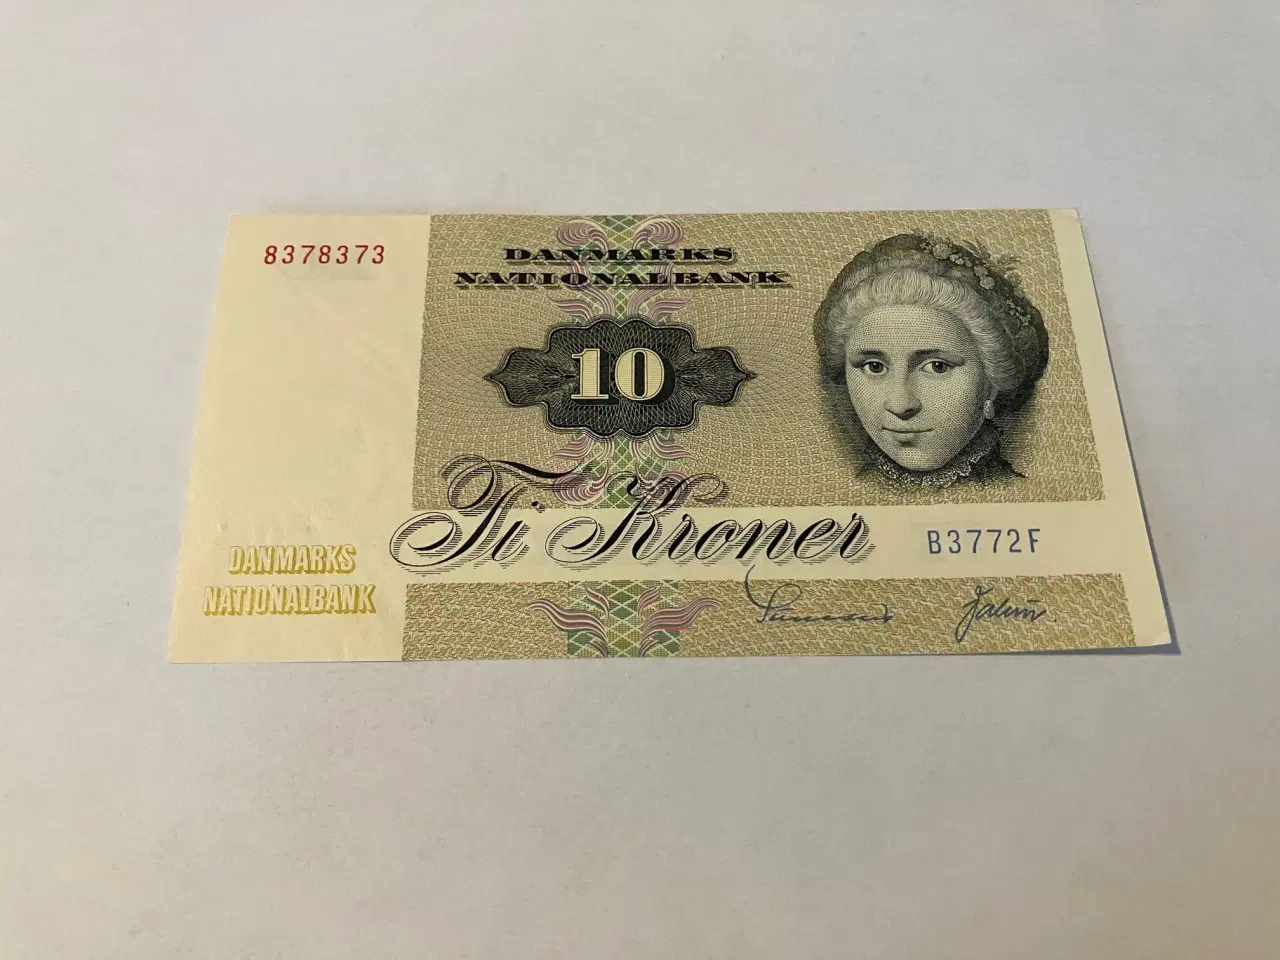 8378373
DANMARKS
NATIONALBANK
10
Ti Kroner
B3772F
DANMARKS
NATIONALBANK